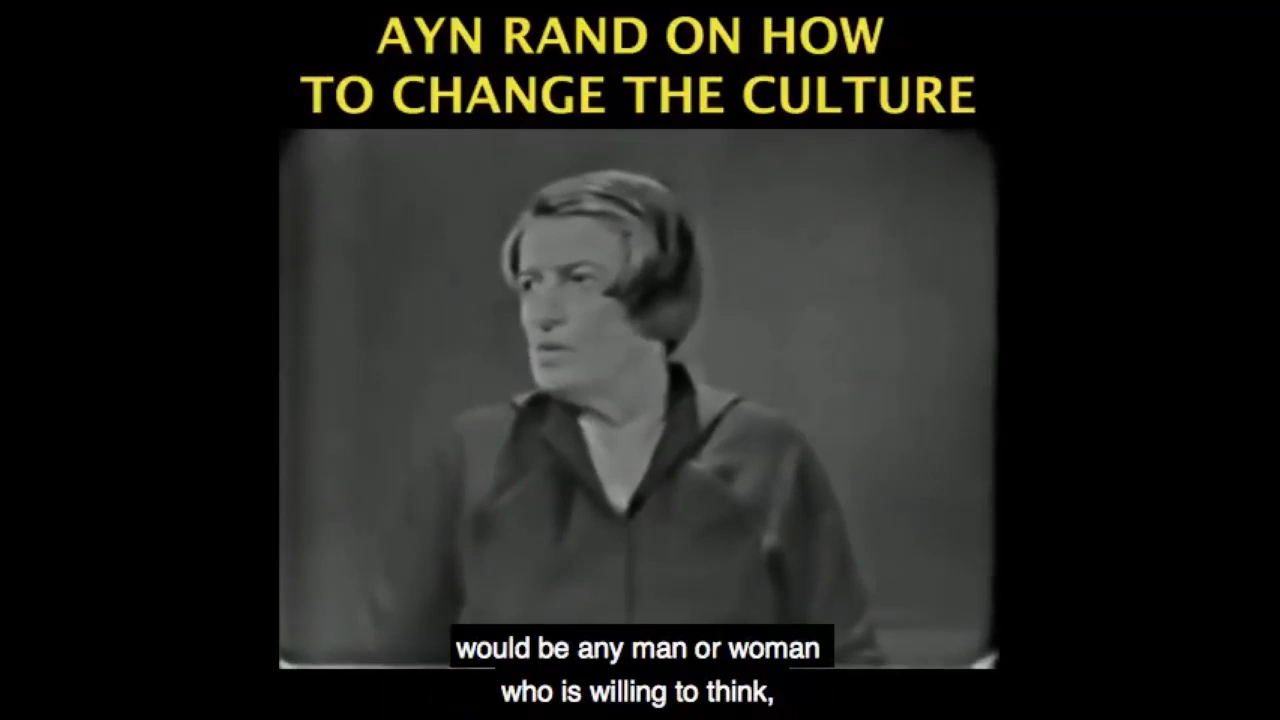 AYN RAND ON HOW
TO CHANGE THE CULTURE
would be any man or woman
who is willing to think,